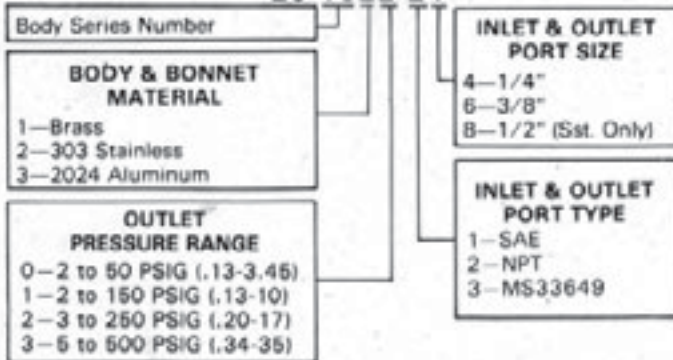 Body Series Number
BODY & BONNET
MATERIAL
1—Brass
2—303 Stainless
3—2024 Aluminum
OUTLET
PRESSURE RANGE
0—2 to 50 PSIG (.13-3.45)
1—2 to 150 PSIG (.13-10)
2—3 to 250 PSIG (.20-17)
3—5 to 500 PSIG (.34-35)
INLET & OUTLET
PORT SIZE
4—1/4"
6—3/8"
8—1/2" (Sst. Only)
INLET & OUTLET
PORT TYPE
1—SAE
2—NPT
3—MS33649